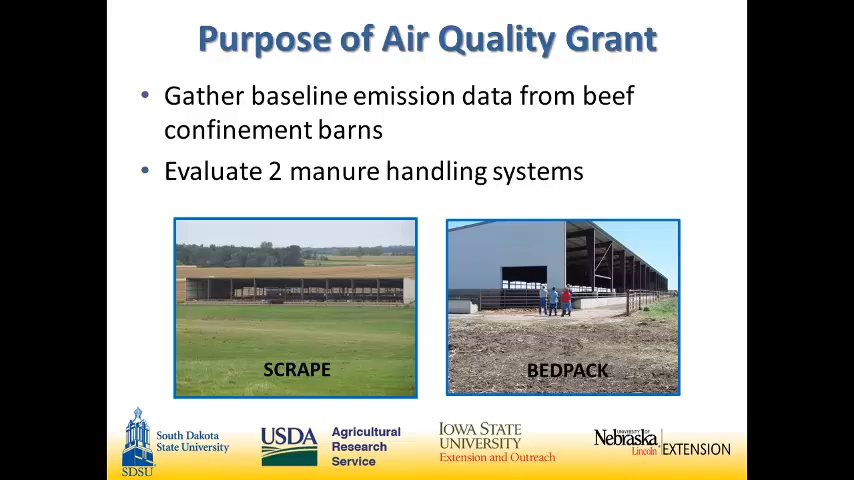 Purpose of Air Quality Grant
• Gather baseline emission data from beef
confinement barns
• Evaluate 2 manure handling systems
SCRAPE
BEDPACK
SDSU
South Dakota
State University
USDA
Agricultural
Research
Service
IOWA STATE
UNIVERSITY
Extension and Outreach
UNIVERSITY OF
Nebraska
Lincoln
EXTENSION